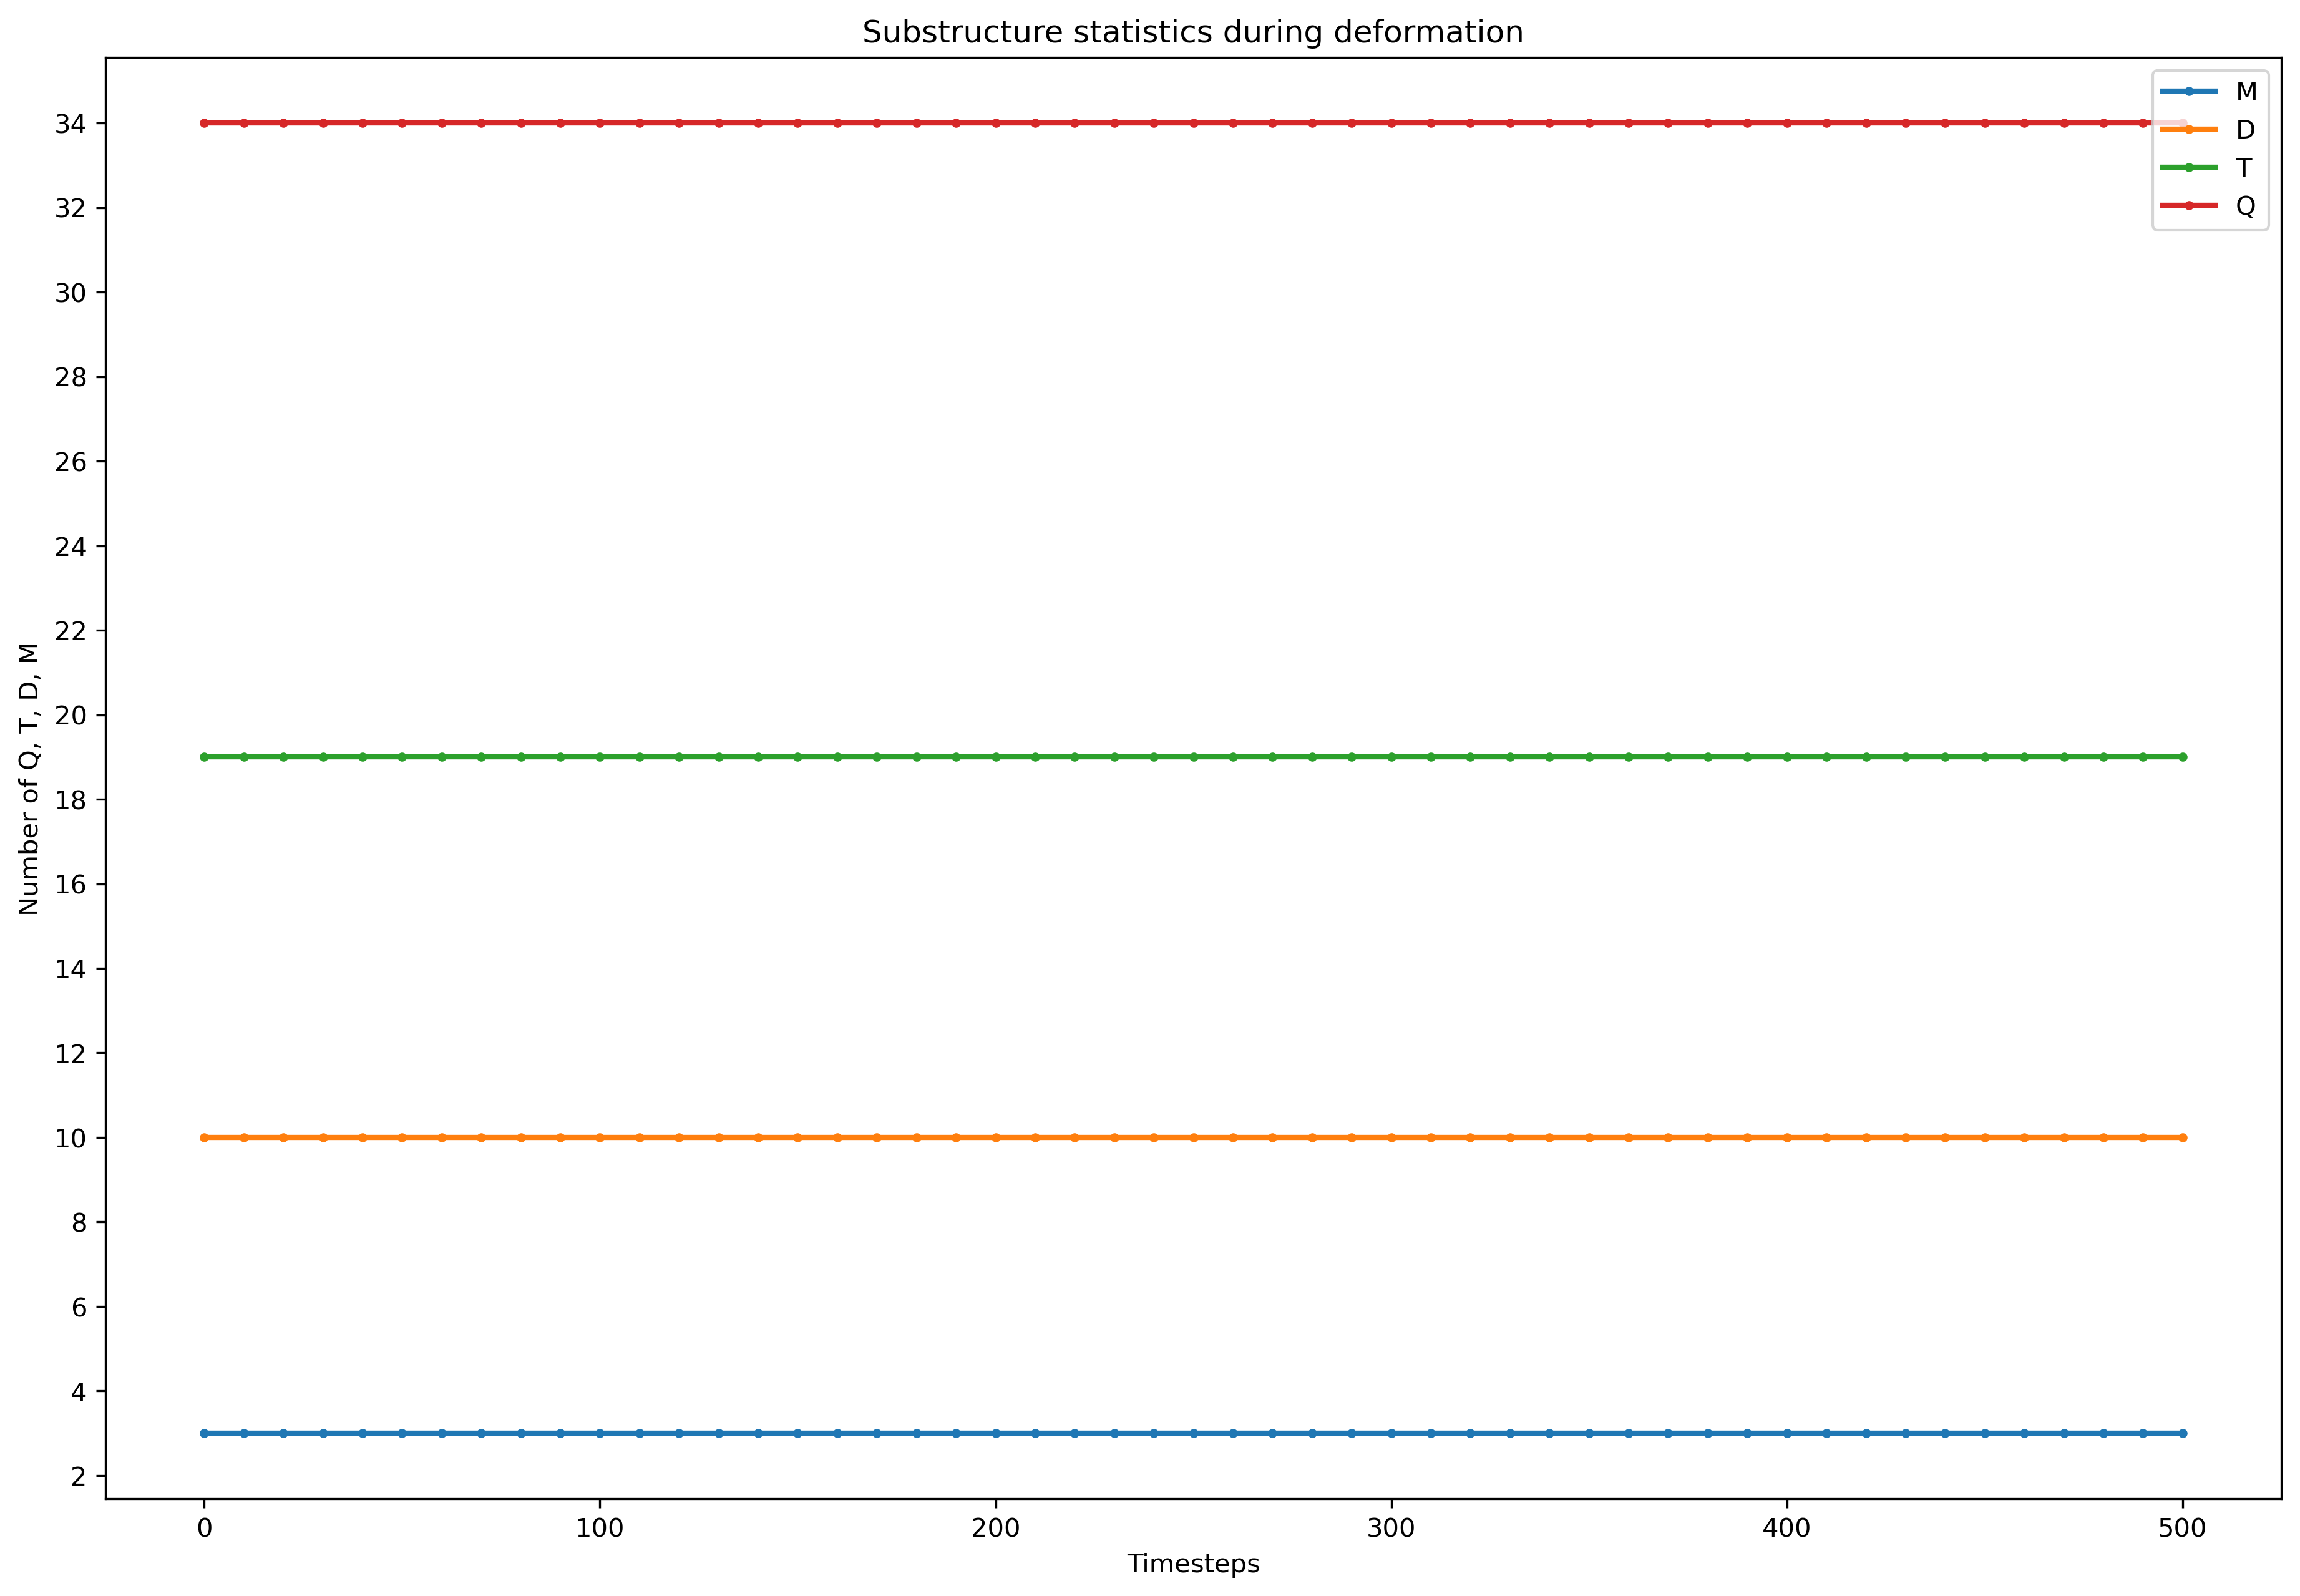 Substructure statistics during deformation
M
D
T
Q
34
32
30
28
26
24
22
20
18
16
14
12
10
8
6
4
2
Number of Q, T, D, M
0 100 200 300 400 500
Timesteps